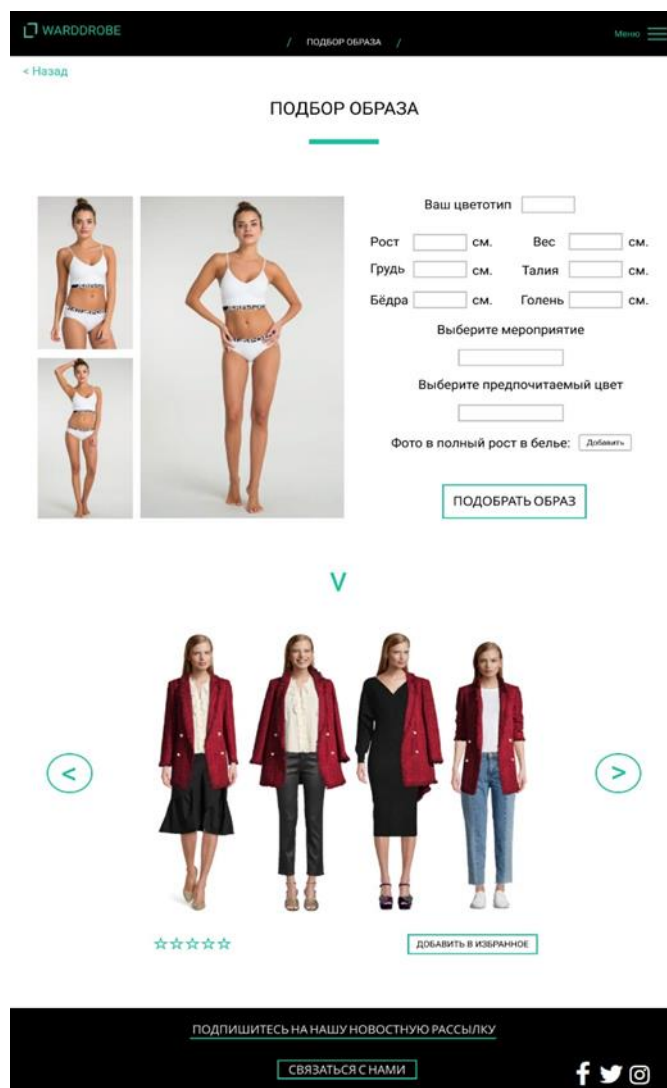 WARDDROBE
/ ПОДБОР ОБРАЗА /
Меню
< Назад
ПОДБОР ОБРАЗА
Ваш цветотип
Рост см. Вес см.
Грудь см. Талия см.
Бёдра см. Голень см.
Выберите мероприятие
Выберите предпочитаемый цвет
Фото в полный рост в белье: Добавить
ПОДОБРАТЬ ОБРАЗ
V
< >
ДОБАВИТЬ В ИЗБРАННОЕ
ПОДПИШИТЕСЬ НА НАШУ НОВОСТНУЮ РАССЫЛКУ
СВЯЗАТЬСЯ С НАМИ